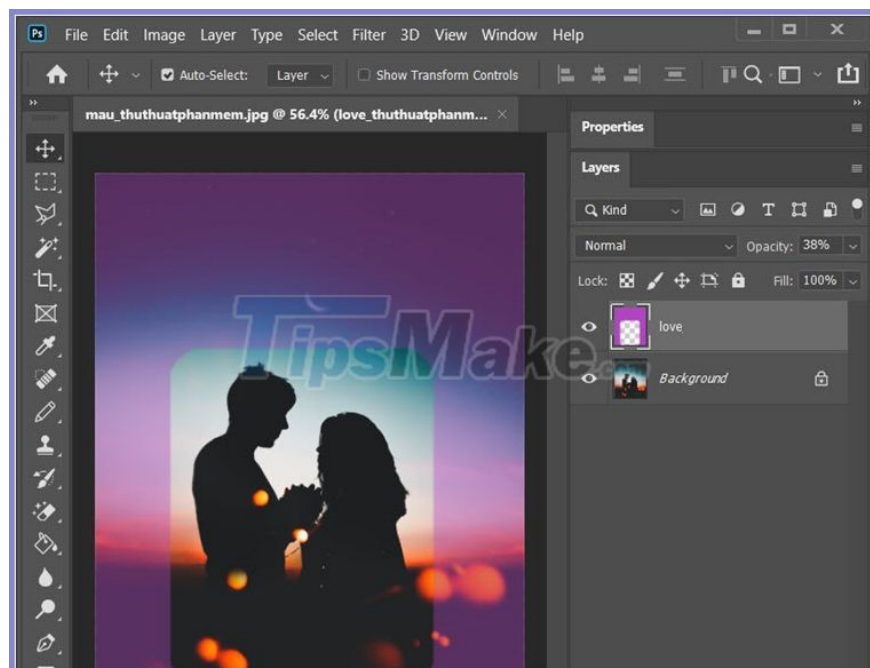 Ps File Edit Image Layer Type Select Filter 3D View Window Help
Auto-Select: Layer Show Transform Controls
mau_thuthuatphanmem.jpg @ 56.4% (love_thuthuatphanm... ×
Properties
Layers
Kind
Normal Opacity: 38%
Lock: Fill: 100%
love
Background
TipsMake.com